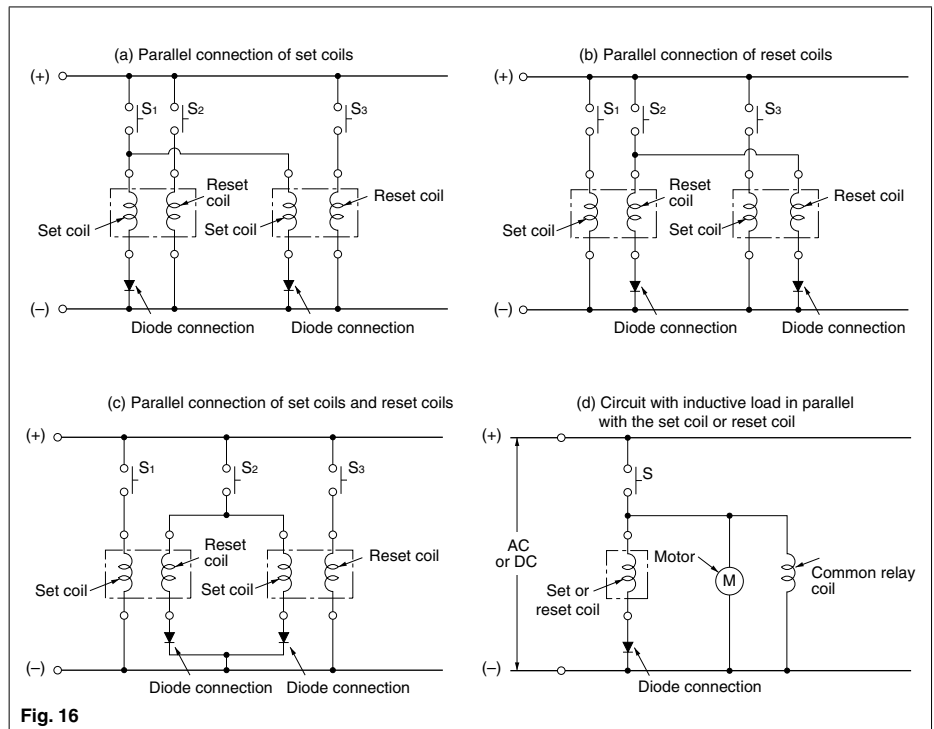 (a) Parallel connection of set coils
(+)
S1
S2
S3
Reset
coil
Reset coil
Set coil
Set coil
(–)
Diode connection
Diode connection
(b) Parallel connection of reset coils
(+)
S1
S2
S3
Reset
coil
Reset coil
Set coil
Set coil
(–)
Diode connection
Diode connection
(c) Parallel connection of set coils and reset coils
(+)
S1
S2
S3
Reset
coil
Reset coil
Set coil
Set coil
(–)
Diode connection
Diode connection
(d) Circuit with inductive load in parallel
with the set coil or reset coil
(+)
S
AC
or DC
Motor
M
Common relay
coil
Set or
reset coil
(–)
Diode connection
Fig. 16